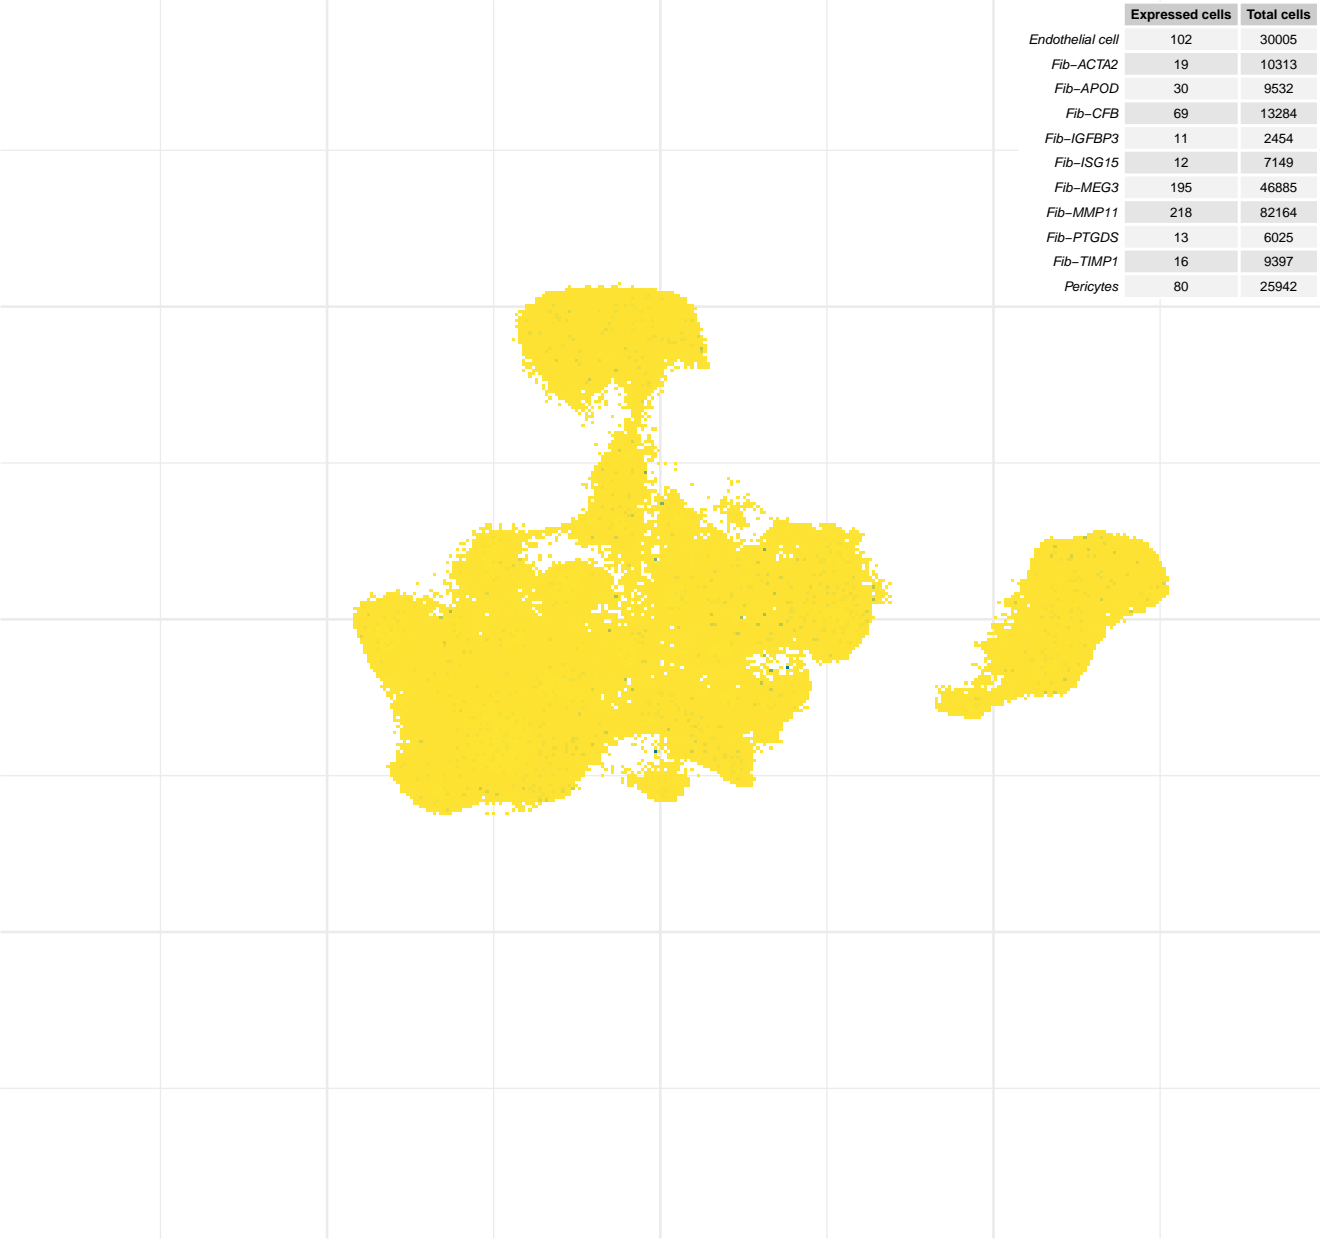 Expressed cells Total cells
Endothelial cell 102 30005
Fib−ACTA2 19 10313
Fib−APOD 30 9532
Fib−CFB 69 13284
Fib−IGFBP3 11 2454
Fib−ISG15 12 7149
Fib−MEG3 195 46885
Fib−MMP11 218 82164
Fib−PTGDS 13 6025
Fib−TIMP1 16 9397
Pericytes 80 25942